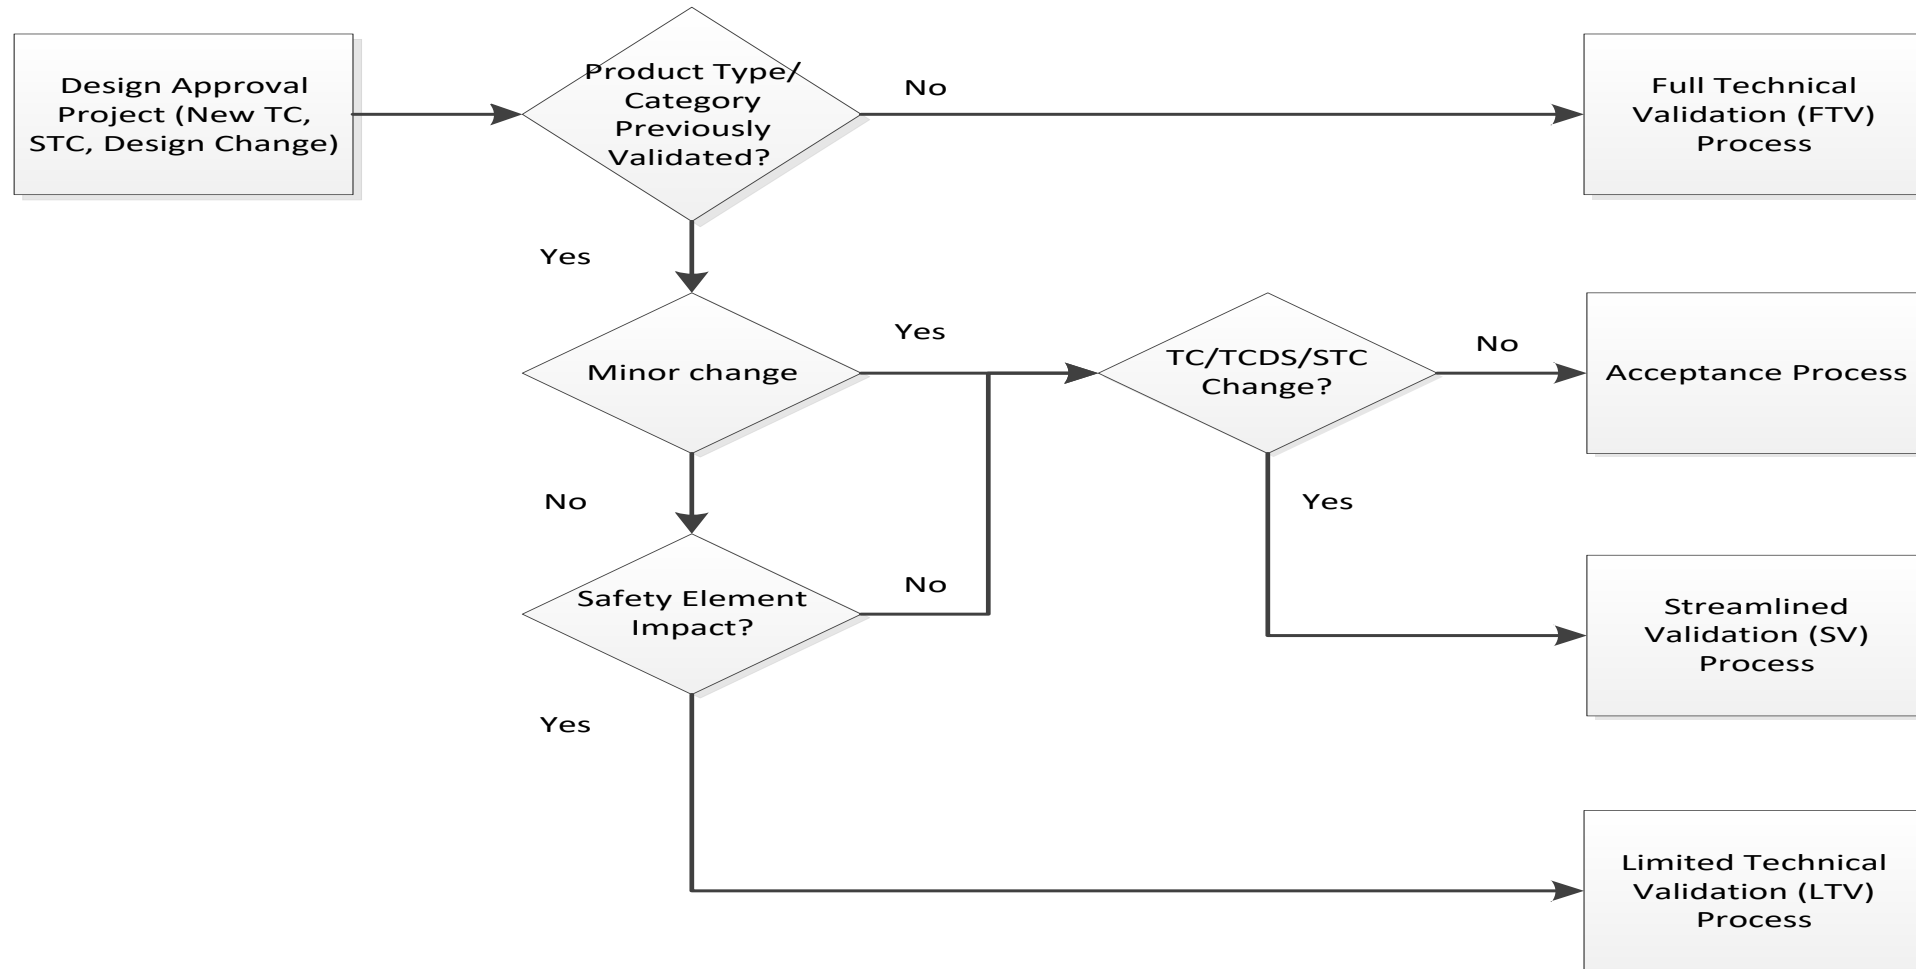 Design Approval
Project (New TC,
STC, Design Change)
Product Type/
Category
Previously
Validated?
No
Full Technical
Validation (FTV)
Process
Yes
Minor change
Yes
TC/TCDS/STC
Change?
No
Acceptance Process
No
Yes
Safety Element
Impact?
No
Streamlined
Validation (SV)
Process
Yes
Limited Technical
Validation (LTV)
Process